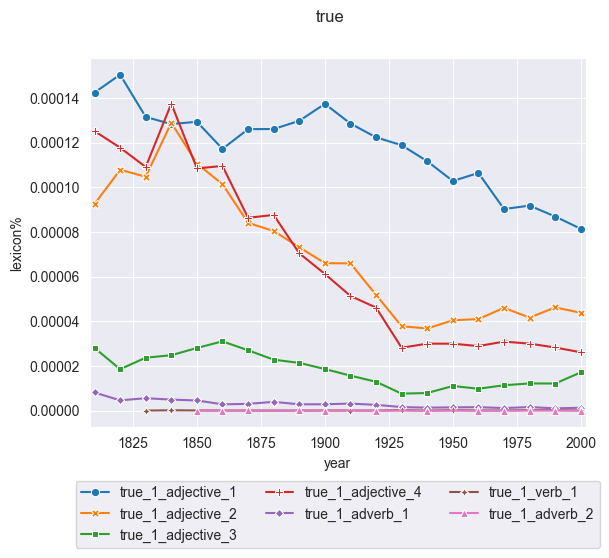 true
0.00014
0.00012
0.00010
0.00008
0.00006
0.00004
0.00002
0.00000
lexicon%
1825 1850 1875 1900 1925 1950 1975 2000
year
true_1_adjective_1 true_1_adjective_4 true_1_verb_1
true_1_adjective_2 true_1_adverb_1 true_1_adverb_2
true_1_adjective_3